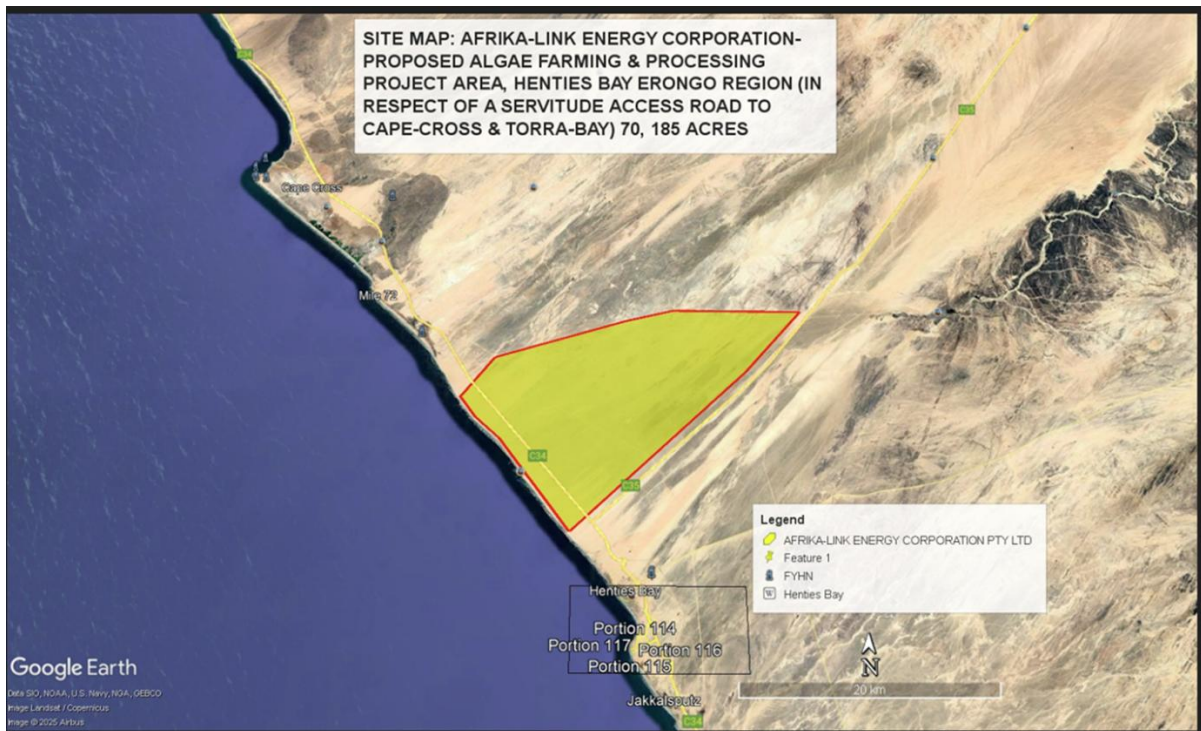 SITE MAP: AFRIKA-LINK ENERGY CORPORATION-
PROPOSED ALGAE FARMING & PROCESSING
PROJECT AREA, HENTIES BAY ERONGO REGION (IN
RESPECT OF A SERVITUDE ACCESS ROAD TO
CAPE-CROSS & TORRA-BAY) 70, 185 ACRES
C34
C35
Cape Cross
Mile 72
C34
C35
Legend
AFRIKA-LINK ENERGY CORPORATION PTY LTD
Feature 1
FYHN
Henties Bay
Henties Bay
Portion 114
Portion 117
Portion 116
Portion 115
Jakkalsputz
C34
N
20 km
Google Earth
Data SIO, NOAA, U.S. Navy, NGA, GEBCO
Image Landsat / Copernicus
Image © 2025 Airbus